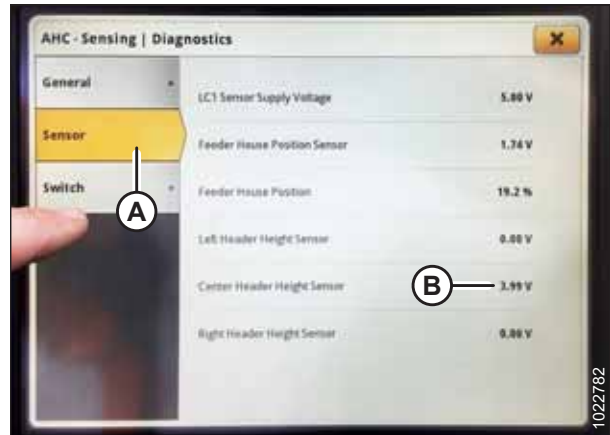 AHC - Sensing | Diagnostics
General
LC1 Sensor Supply Voltage 5.00 V
Sensor
Feeder House Position Sensor 1.74 V
Switch
Feeder House Position 19.2 %
A
Left Header Height Sensor 0.00 V
Center Header Height Sensor B 3.99 V
Right Header Height Sensor 0.00 V
1022782